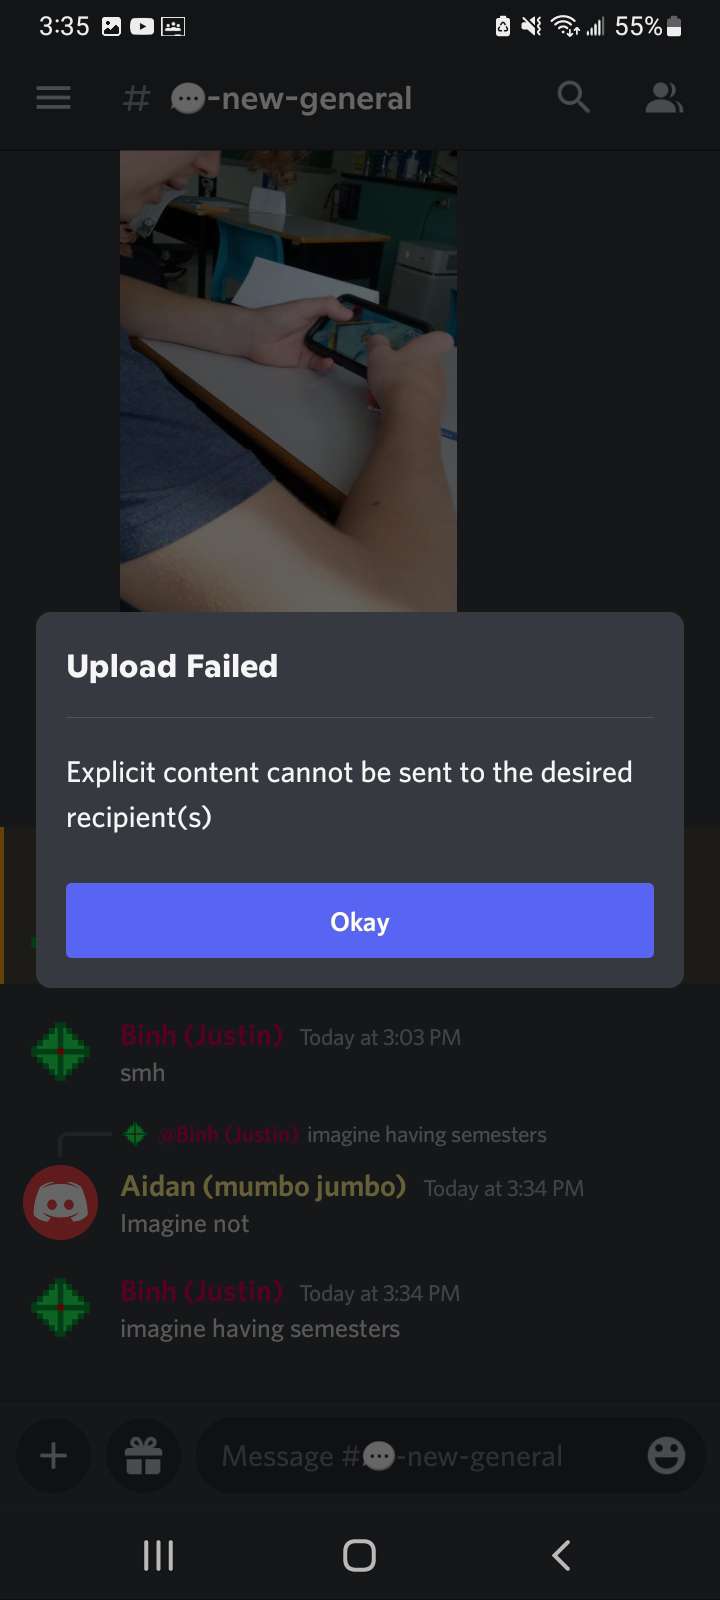 3:35 55%
# 💬-new-general
Upload Failed
Explicit content cannot be sent to the desired
recipient(s)
Okay
Binh (Justin) Today at 3:03 PM
smh
@Binh (Justin) imagine having semesters
Aidan (mumbo jumbo) Today at 3:34 PM
Imagine not
Binh (Justin) Today at 3:34 PM
imagine having semesters
Message #💬-new-general